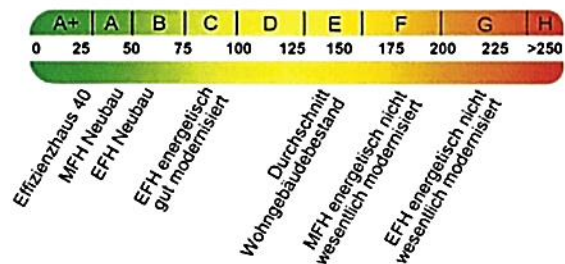 A+ A B C D E F G H
0 25 50 75 100 125 150 175 200 225 >250
Effizienzhaus 40
MFH Neubau
EFH Neubau
EFH energetisch
gut modernisiert
Durchschnitt
Wohngebäudebestand
MFH energetisch nicht
wesentlich modernisiert
EFH energetisch nicht
wesentlich modernisiert